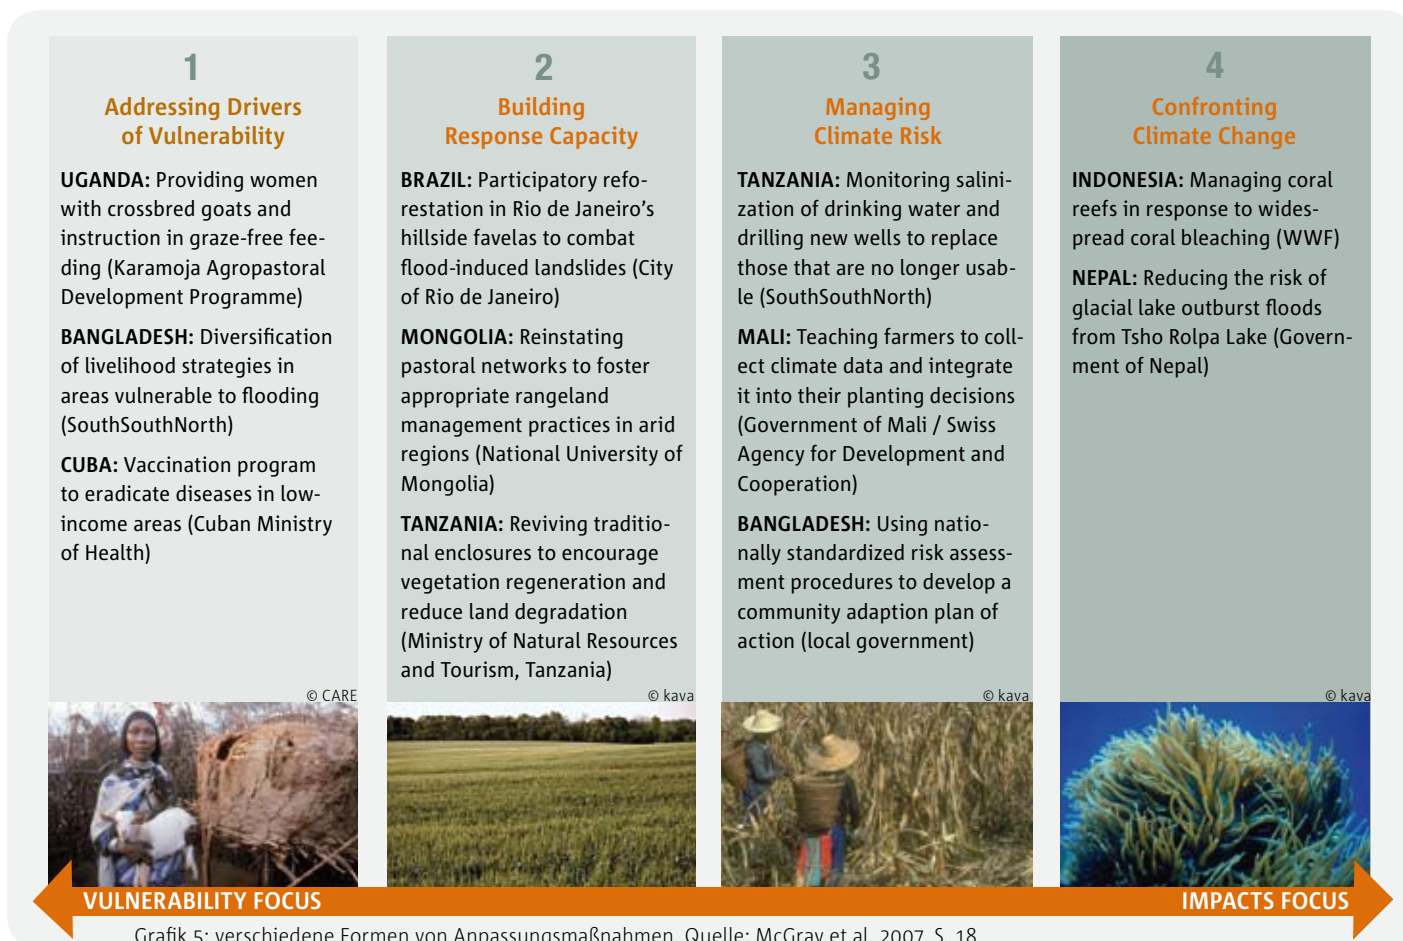 1
Addressing Drivers
of Vulnerability
UGANDA: Providing women
with crossbred goats and
instruction in graze-free fee-
ding (Karamoja Agropastoral
Development Programme)
BANGLADESH: Diversification
of livelihood strategies in
areas vulnerable to flooding
(SouthSouthNorth)
CUBA: Vaccination program
to eradicate diseases in low-
income areas (Cuban Ministry
of Health)
© CARE
2
Building
Response Capacity
BRAZIL: Participatory refo-
restation in Rio de Janeiro’s
hillside favelas to combat
flood-induced landslides (City
of Rio de Janeiro)
MONGOLIA: Reinstating
pastoral networks to foster
appropriate rangeland
management practices in arid
regions (National University of
Mongolia)
TANZANIA: Reviving traditio-
nal enclosures to encourage
vegetation regeneration and
reduce land degradation
(Ministry of Natural Resources
and Tourism, Tanzania)
© kava
3
Managing
Climate Risk
TANZANIA: Monitoring salini-
zation of drinking water and
drilling new wells to replace
those that are no longer usab-
le (SouthSouthNorth)
MALI: Teaching farmers to coll-
ect climate data and integrate
it into their planting decisions
(Government of Mali / Swiss
Agency for Development and
Cooperation)
BANGLADESH: Using natio-
nally standardized risk assess-
ment procedures to develop a
community adaption plan of
action (local government)
© kava
4
Confronting
Climate Change
INDONESIA: Managing coral
reefs in response to wides-
pread coral bleaching (WWF)
NEPAL: Reducing the risk of
glacial lake outburst floods
from Tsho Rolpa Lake (Govern-
ment of Nepal)
© kava
VULNERABILITY FOCUS
IMPACTS FOCUS
Grafik 5: verschiedene Formen von Anpassungsmaßnahmen. Quelle: McGray et al. 2007, S. 18